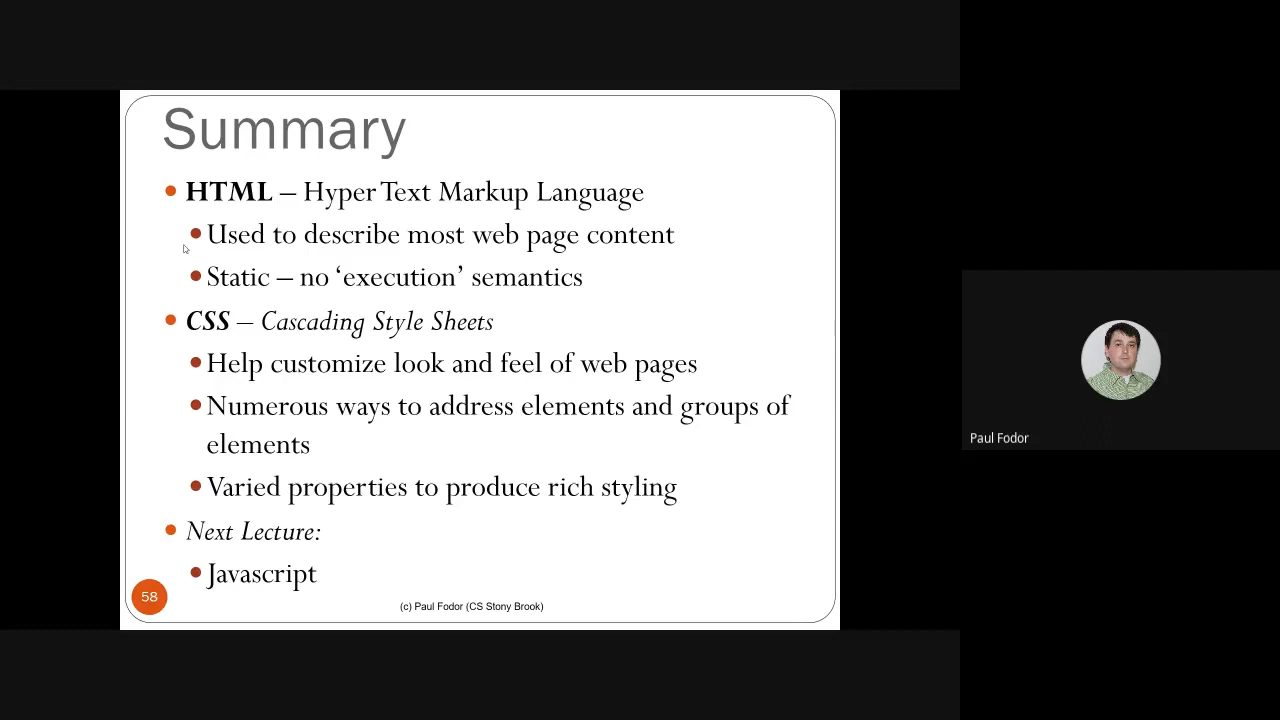 Summary
HTML – Hyper Text Markup Language
Used to describe most web page content
Static – no ‘execution’ semantics
CSS – Cascading Style Sheets
Help customize look and feel of web pages
Numerous ways to address elements and groups of
elements
Varied properties to produce rich styling
Next Lecture:
Javascript
58
(c) Paul Fodor (CS Stony Brook)
Paul Fodor